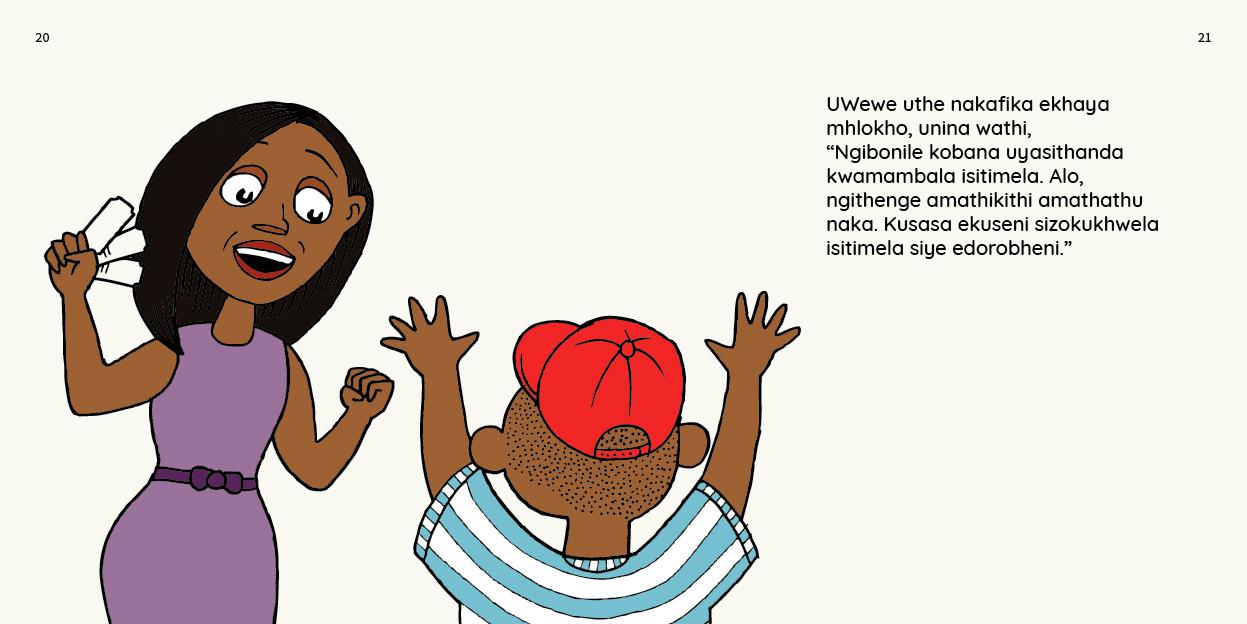 20
21
UWewe uthe nakafika ekhaya
mhlokho, unina wathi,
“Ngibonile kobana uyasithanda
kwamambala isitimela. Alo,
ngithenge amathikithi amathathu
naka. Kusasa ekuseni sizokukhwela
isitimela siye edorobheni.”